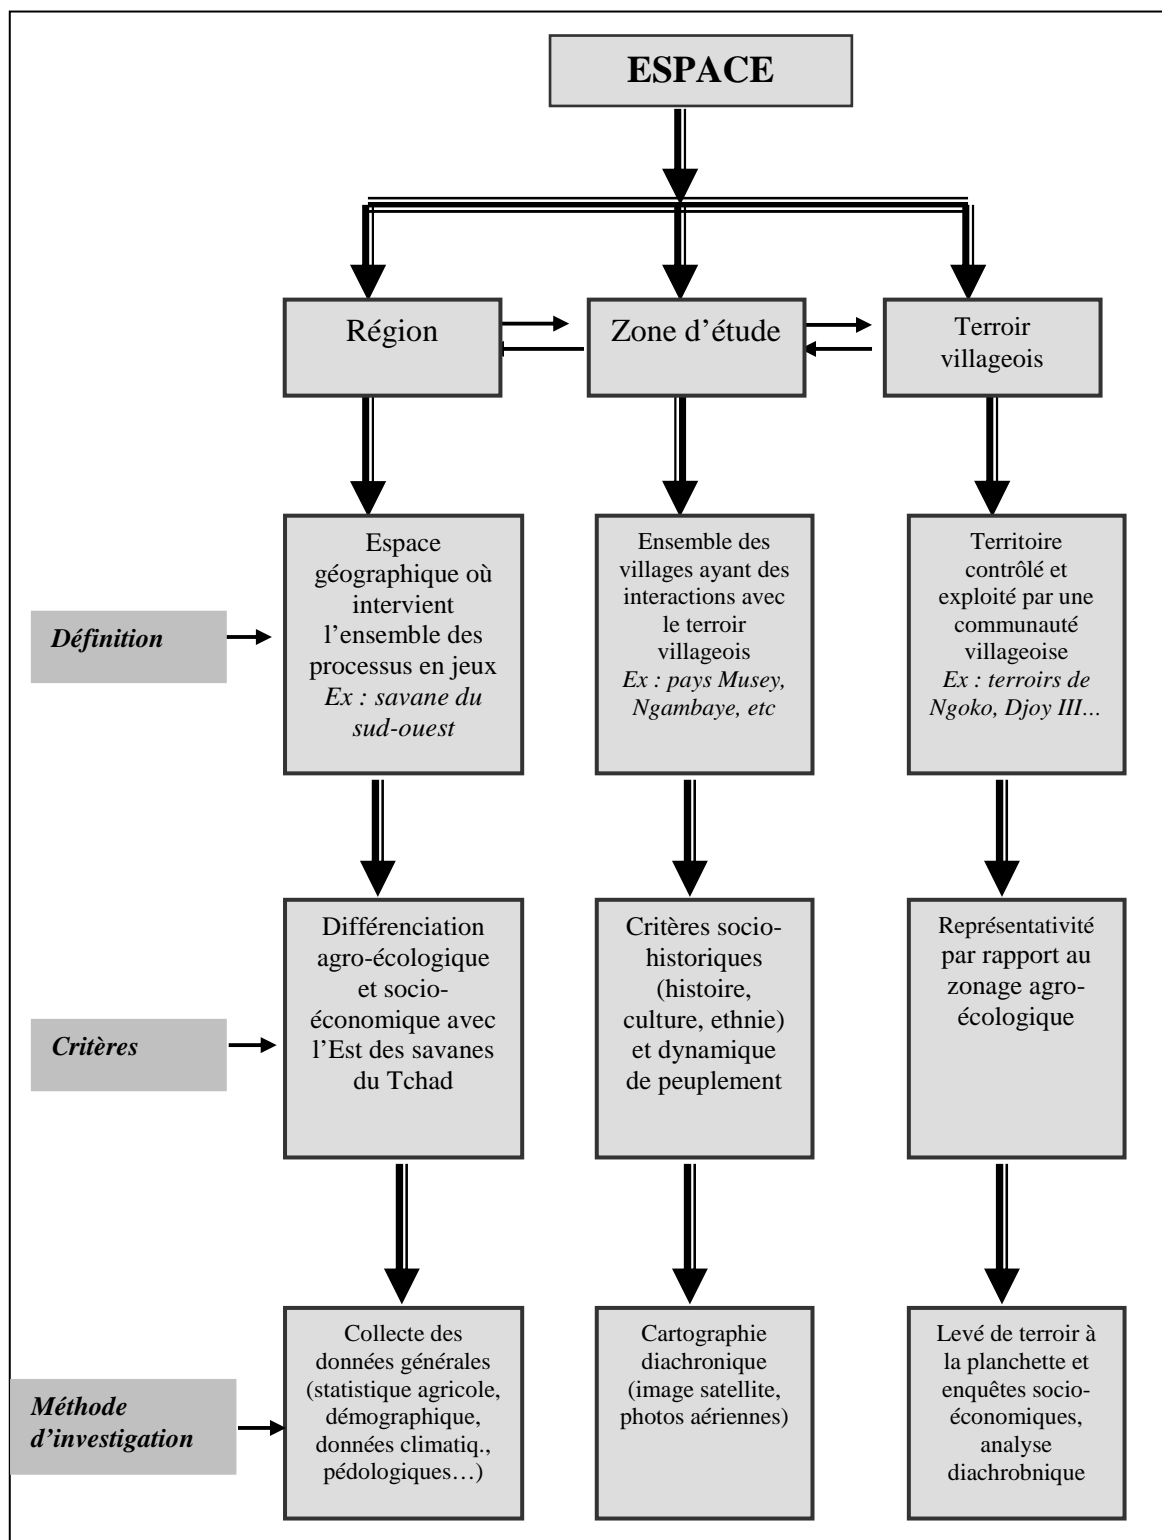 ESPACE
Région
Zone d’étude
Terroir
villageois
Définition
Espace
géographique où
intervient
l’ensemble des
processus en jeux
Ex : savane du
sud-ouest
Ensemble des
villages ayant des
interactions avec
le terroir
villageois
Ex : pays Musey,
Ngambaye, etc
Territoire
contrôlé et
exploité par une
communauté
villageoise
Ex : terroirs de
Ngoko, Djoy III…
Critères
Différenciation
agro-écologique
et socio-
économique avec
l’Est des savanes
du Tchad
Critères socio-
historiques
(histoire,
culture, ethnie)
et dynamique
de peuplement
Représentativité
par rapport au
zonage agro-
écologique
Méthode
d’investigation
Collecte des
données générales
(statistique agricole,
démographique,
données climatiq.,
pédologiques…)
Cartographie
diachronique
(image satellite,
photos aériennes)
Levé de terroir à
la planchette et
enquêtes socio-
économiques,
analyse
diachrobnique